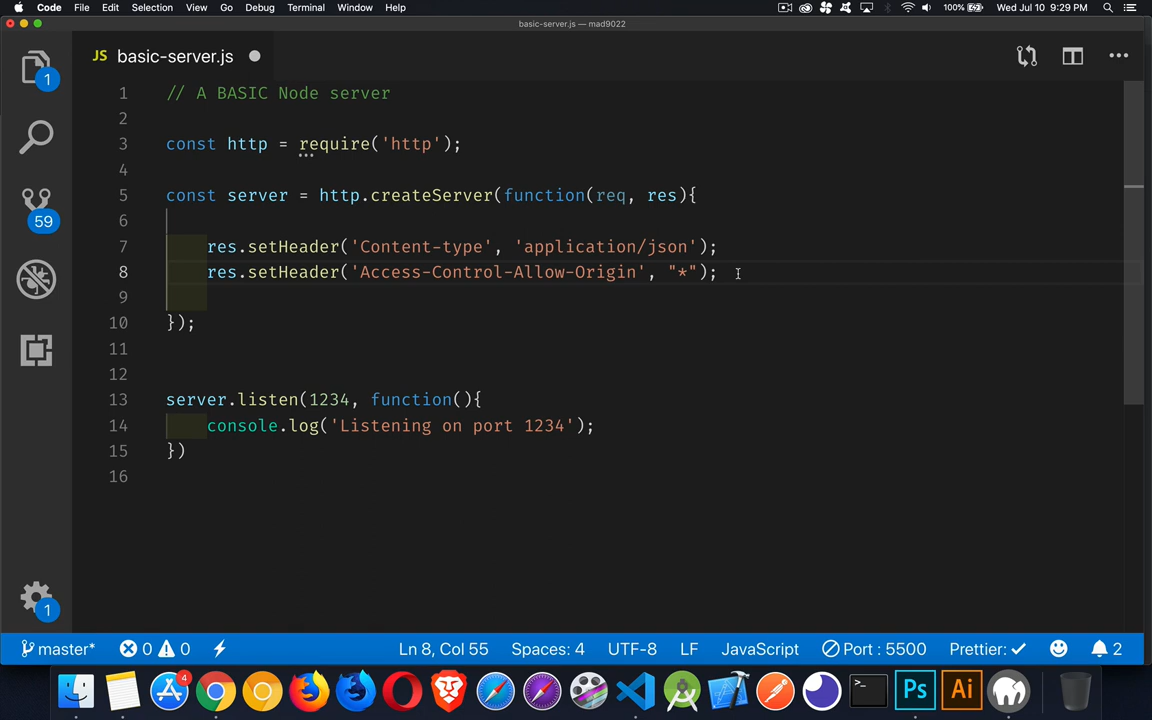 Code File Edit Selection View Go Debug Terminal Window Help 100% Wed Jul 10 9:29 PM
basic-server.js — mad9022
JS basic-server.js
1 // A BASIC Node server
2
3 const http = require('http');
4
5 const server = http.createServer(function(req, res){
6
7 res.setHeader('Content-type', 'application/json');
8 res.setHeader('Access-Control-Allow-Origin', "*");
9
10 });
11
12
13 server.listen(1234, function(){
14 console.log('Listening on port 1234');
15 })
16
1
59
1
master* 0 0 Ln 8, Col 55 Spaces: 4 UTF-8 LF JavaScript Port : 5500 Prettier: 2
4 >_ Ps Ai